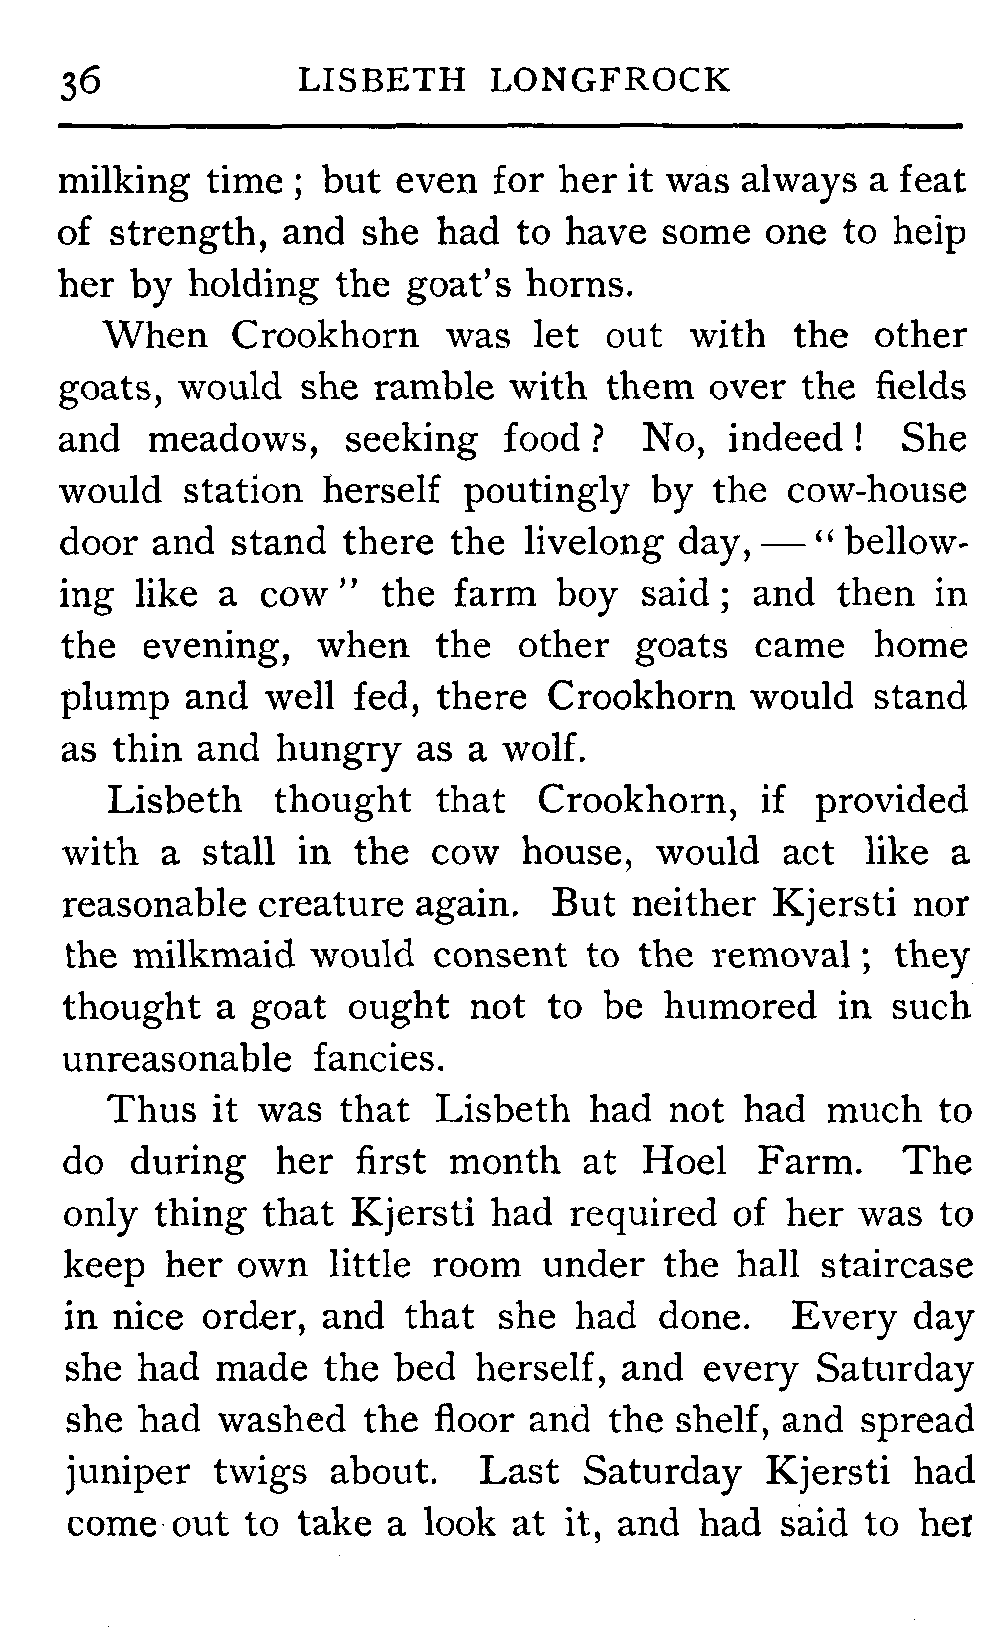 36 LISBETH LONGFROCK
milking time ; but even for her it was always a feat
of strength, and she had to have some one to help
her by holding the goat's horns.
When Crookhorn was let out with the other
goats, would she ramble with them over the fields
and meadows, seeking food ? No, indeed ! She
would station herself poutingly by the cow-house
door and stand there the livelong day, — “ bellow-
ing like a cow ” the farm boy said ; and then in
the evening, when the other goats came home
plump and well fed, there Crookhorn would stand
as thin and hungry as a wolf.
Lisbeth thought that Crookhorn, if provided
with a stall in the cow house, would act like a
reasonable creature again. But neither Kjersti nor
the milkmaid would consent to the removal ; they
thought a goat ought not to be humored in such
unreasonable fancies.
Thus it was that Lisbeth had not had much to
do during her first month at Hoel Farm. The
only thing that Kjersti had required of her was to
keep her own little room under the hall staircase
in nice order, and that she had done. Every day
she had made the bed herself, and every Saturday
she had washed the floor and the shelf, and spread
juniper twigs about. Last Saturday Kjersti had
come out to take a look at it, and had said to her